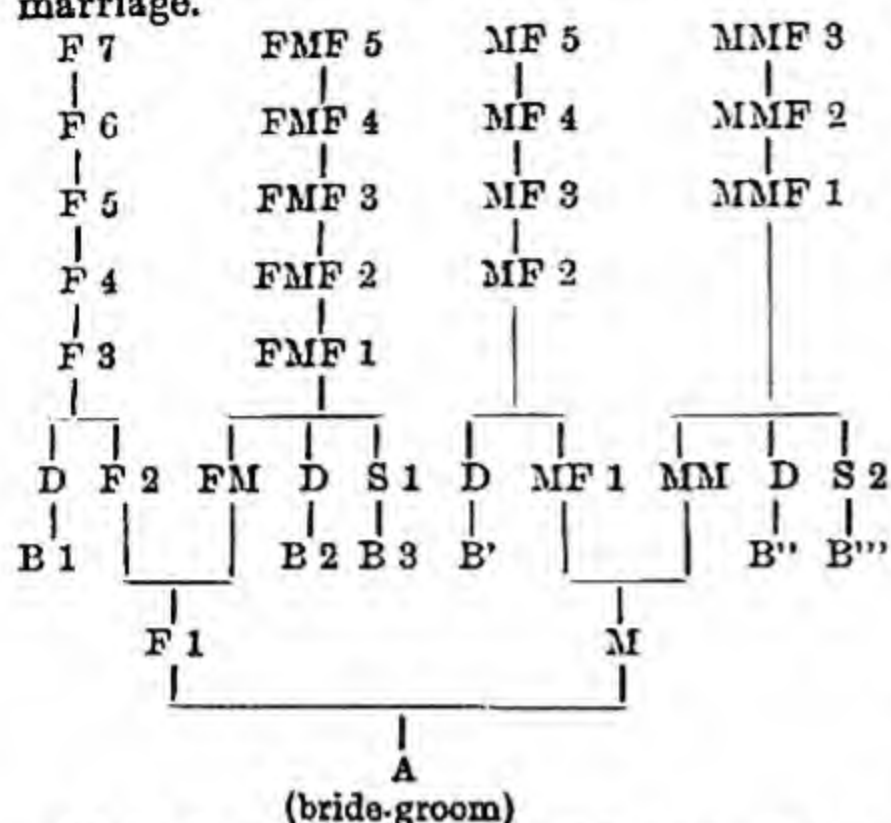 marriage.
F 7 FMF 5 MF 5 MMF 3
F 6 FMF 4 MF 4 MMF 2
F 5 FMF 3 MF 3 MMF 1
F 4 FMF 2 MF 2
F 3 FMF 1
D F 2 FM D S 1 D MF 1 MM D S 2
B 1 B 2 B 3 B' B'' B'''
F 1 M
A
(bride-groom)